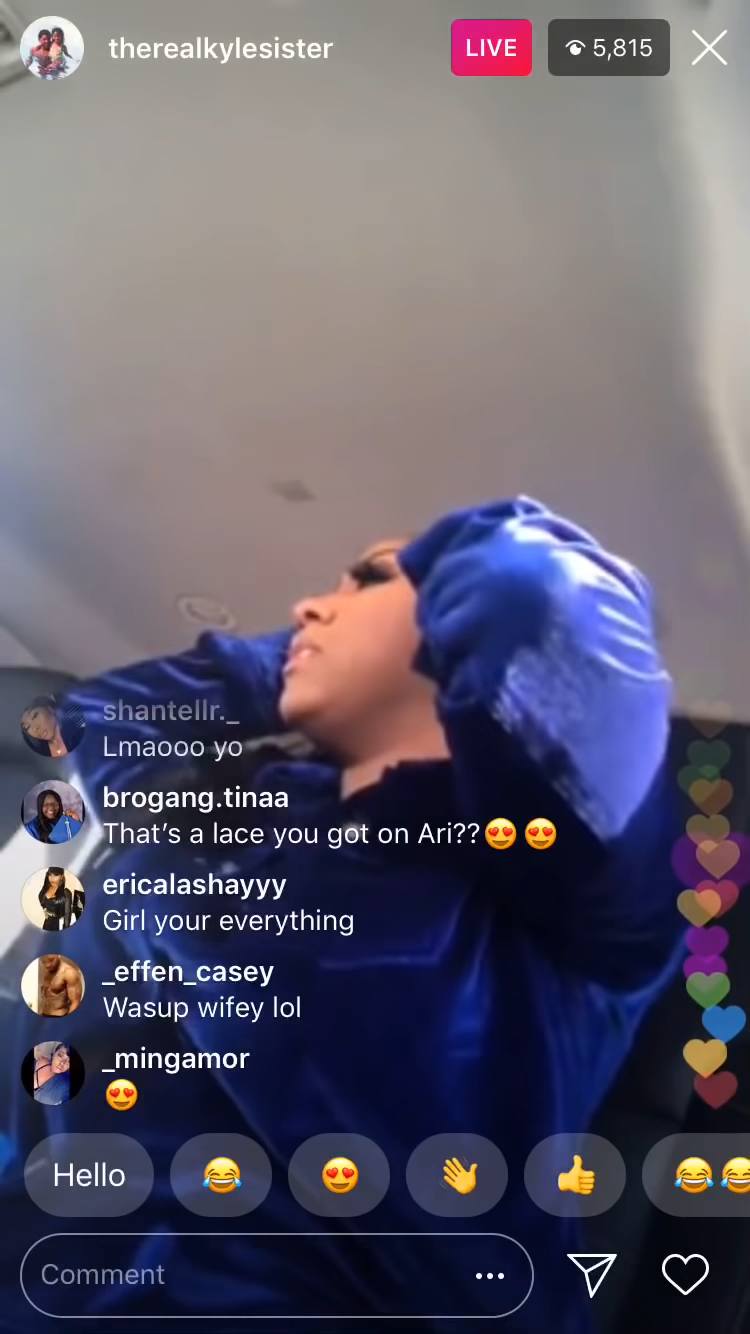 therealkylesister
LIVE
5,815
shantellr._
Lmaooo yo
brogang.tinaa
That’s a lace you got on Ari??😍 😍
ericalashayyy
Girl your everything
_effen_casey
Wasup wifey lol
_mingamor
😍
Hello 😂 😍 👋 👍 😂😂
Comment